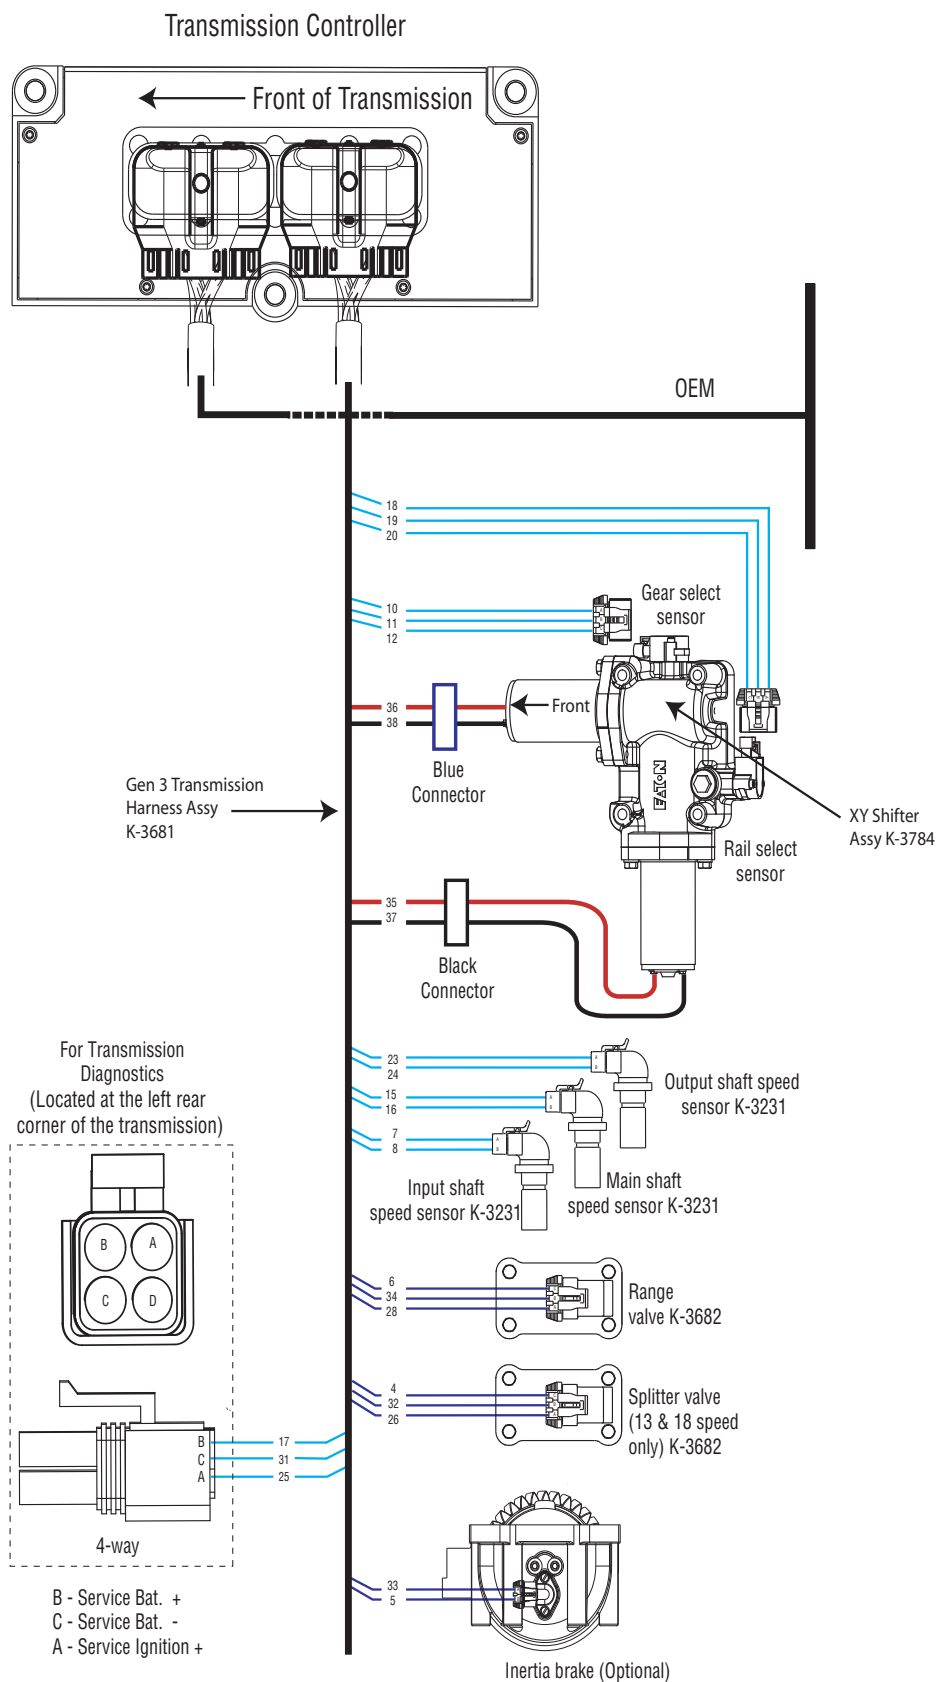 Transmission Controller
Front of Transmission
OEM
18
19
20
Gear select
sensor
10
11
12
36
38
Front
Blue
Connector
EATON
Gen 3 Transmission
Harness Assy
K-3681
XY Shifter
Assy K-3784
Rail select
sensor
35
37
Black
Connector
For Transmission
Diagnostics
(Located at the left rear
corner of the transmission)
23
24
Output shaft speed
sensor K-3231
15
16
7
8
Main shaft
speed sensor K-3231
Input shaft
speed sensor K-3231
B
A
C
D
6
34
28
Range
valve K-3682
4
32
26
Splitter valve
(13 & 18 speed
only) K-3682
B
17
C
31
A
25
4-way
B - Service Bat. +
C - Service Bat. -
A - Service Ignition +
33
5
Inertia brake (Optional)